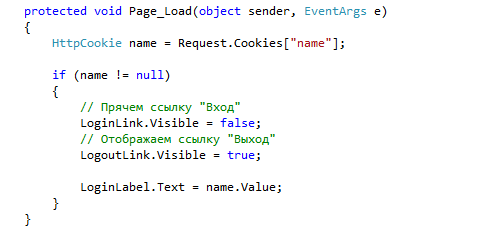 protected void Page_Load(object sender, EventArgs e)
{
    HttpCookie name = Request.Cookies["name"];

    if (name != null)
    {
        // Прячем ссылку "Вход"
        LoginLink.Visible = false;
        // Отображаем ссылку "Выход"
        LogoutLink.Visible = true;

        LoginLabel.Text = name.Value;
    }
}